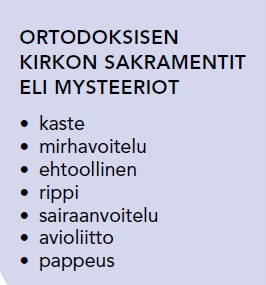 ORTODOKSISEN
KIRKON SAKRAMENTIT
ELI MYSTEERIOT
• kaste
• mirhavoitelu
• ehtoollinen
• rippi
• sairaanvoitelu
• avioliitto
• pappeus